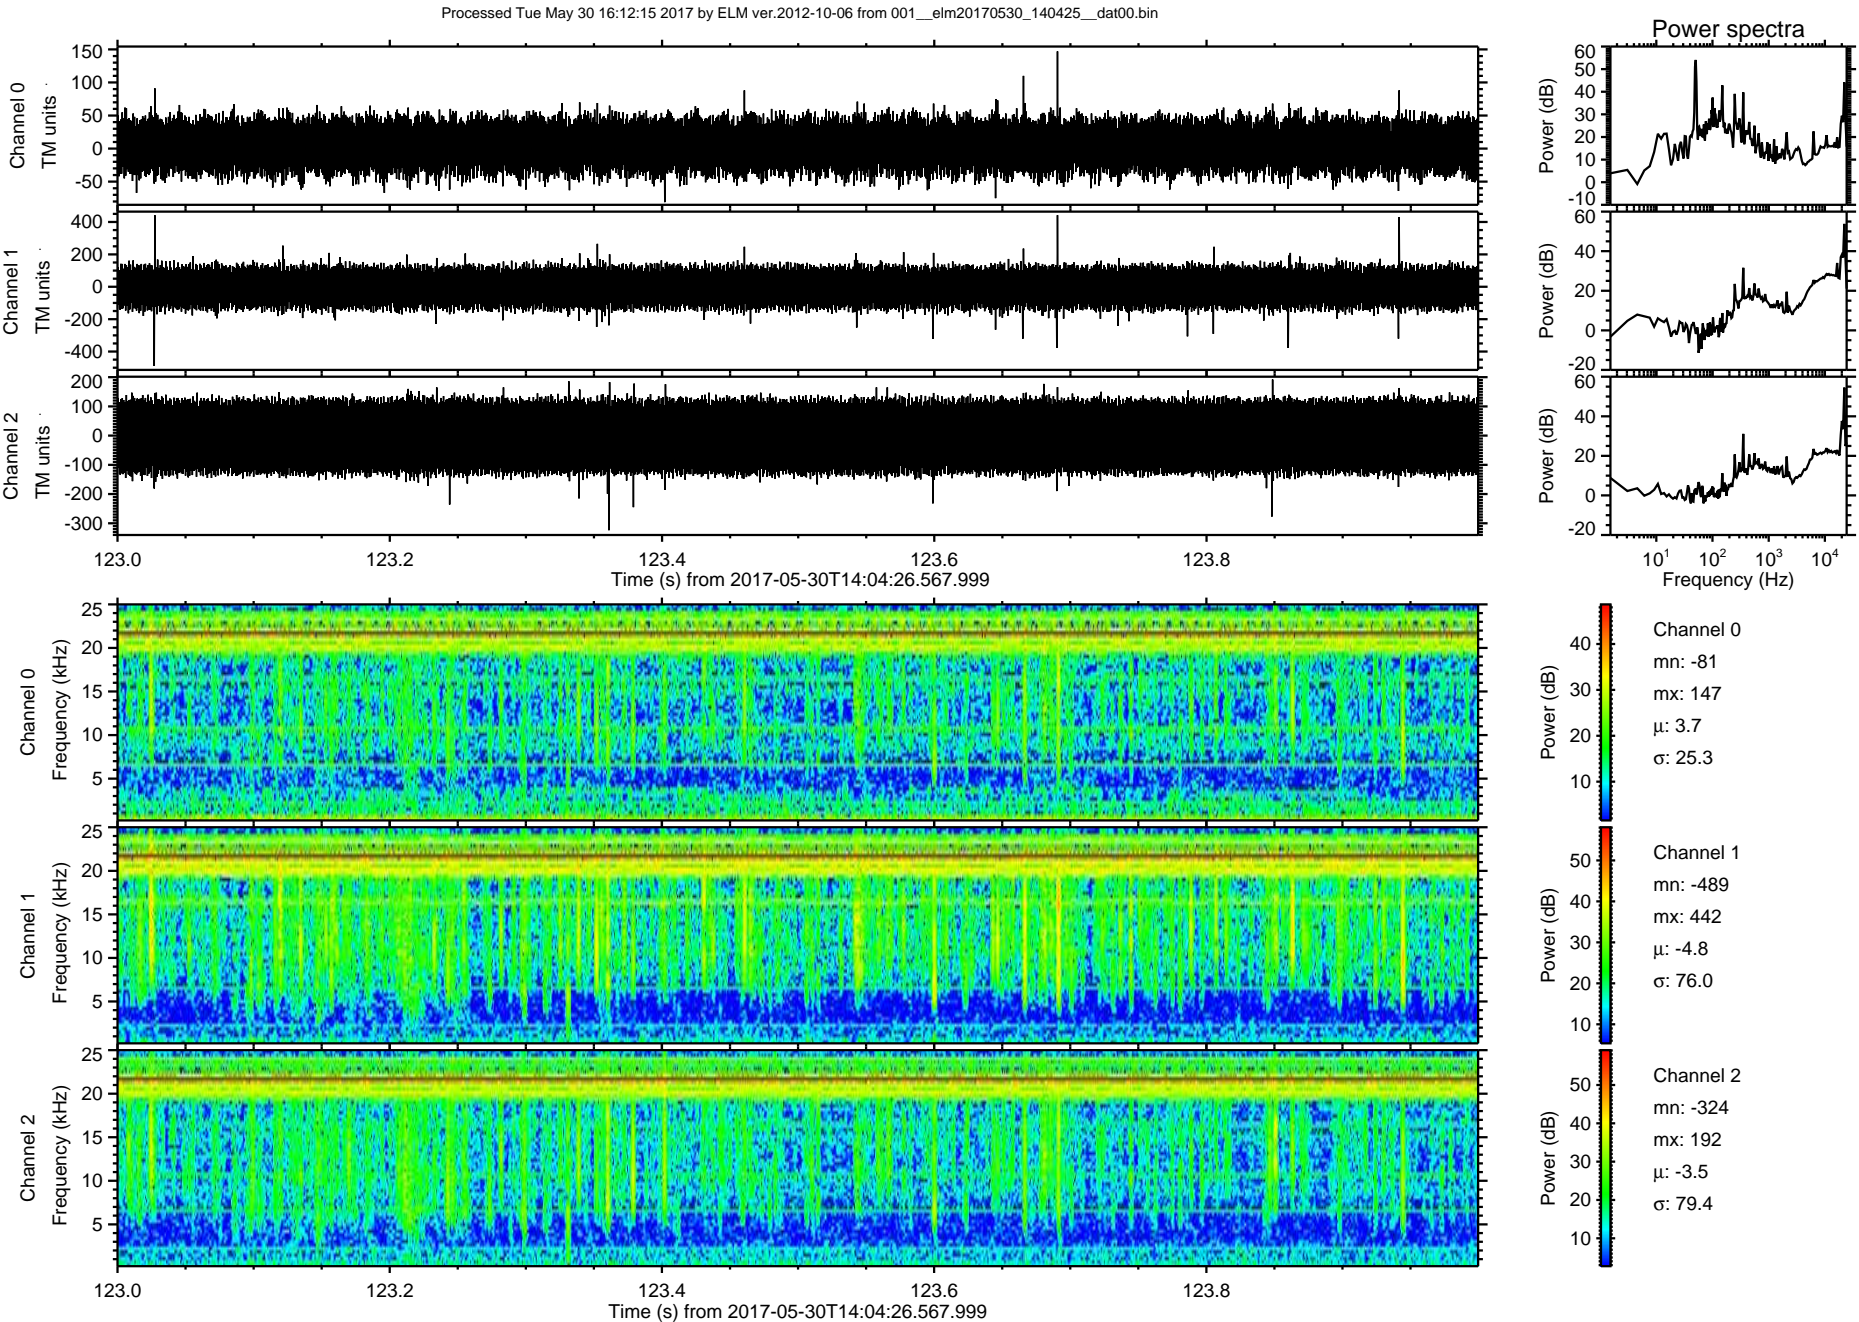 Processed Tue May 30 16:12:15 2017 by ELM ver.2012-10-06 from 001__elm20170530_140425__dat00.bin
Power spectra
Channel 0
TM units
150
100
50
0
-50
Power (dB)
60
50
40
30
20
10
0
-10
Channel 1
TM units
400
200
0
-200
-400
Power (dB)
60
40
20
0
-20
Channel 2
TM units
200
100
0
-100
-200
-300
Power (dB)
60
40
20
0
-20
123.0 123.2 123.4 123.6 123.8
Time (s) from 2017-05-30T14:04:26.567.999
10¹ 10² 10³ 10⁴
Frequency (Hz)
Channel 0
Frequency (kHz)
25
20
15
10
5
Power (dB)
40
30
20
10
Channel 0
mn: -81
mx: 147
μ: 3.7
σ: 25.3
Channel 1
Frequency (kHz)
25
20
15
10
5
Power (dB)
50
40
30
20
10
Channel 1
mn: -489
mx: 442
μ: -4.8
σ: 76.0
Channel 2
Frequency (kHz)
25
20
15
10
5
Power (dB)
50
40
30
20
10
Channel 2
mn: -324
mx: 192
μ: -3.5
σ: 79.4
123.0 123.2 123.4 123.6 123.8
Time (s) from 2017-05-30T14:04:26.567.999